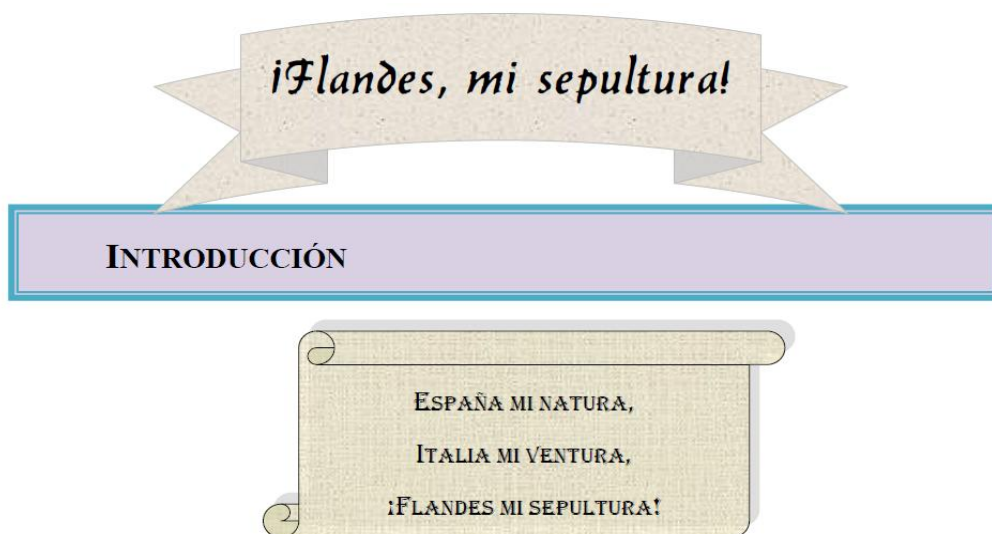 ¡Flandes, mi sepultura!
INTRODUCCIÓN
ESPAÑA MI NATURA,
ITALIA MI VENTURA,
¡FLANDES MI SEPULTURA!